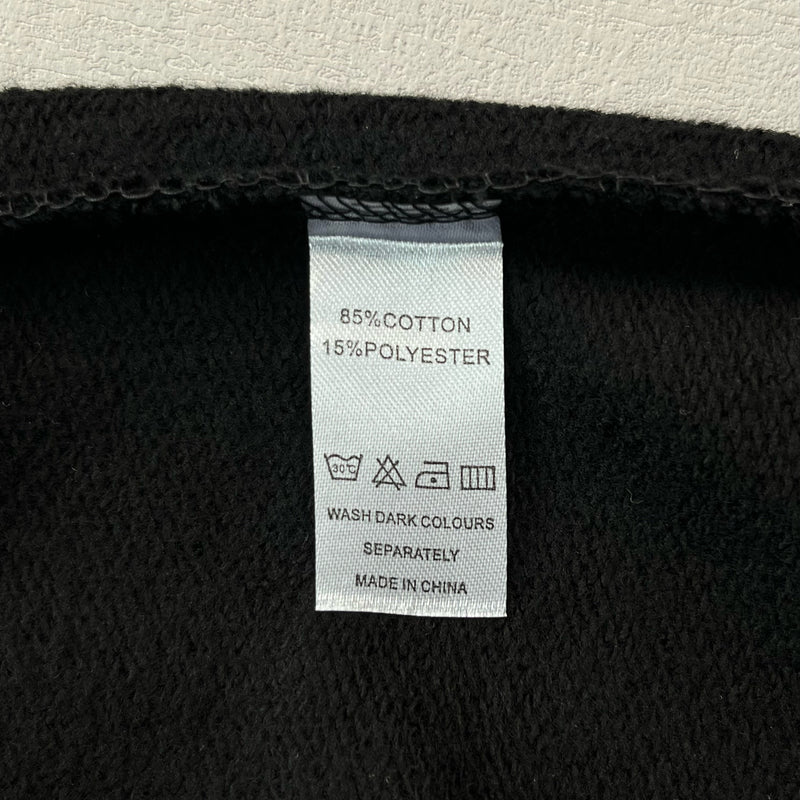 85%COTTON
15%POLYESTER
30℃
WASH DARK COLOURS
SEPARATELY
MADE IN CHINA